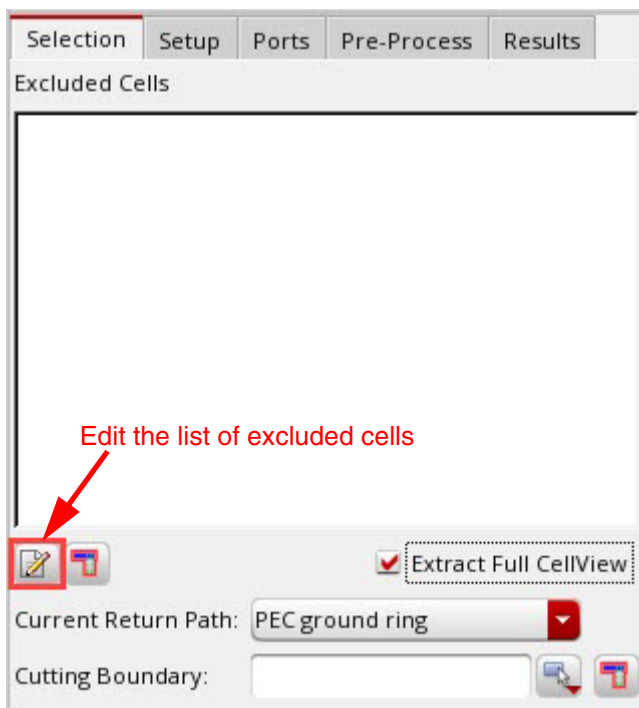 Selection Setup Ports Pre-Process Results
Excluded Cells
Edit the list of excluded cells
Extract Full CellView
Current Return Path: PEC ground ring
Cutting Boundary: